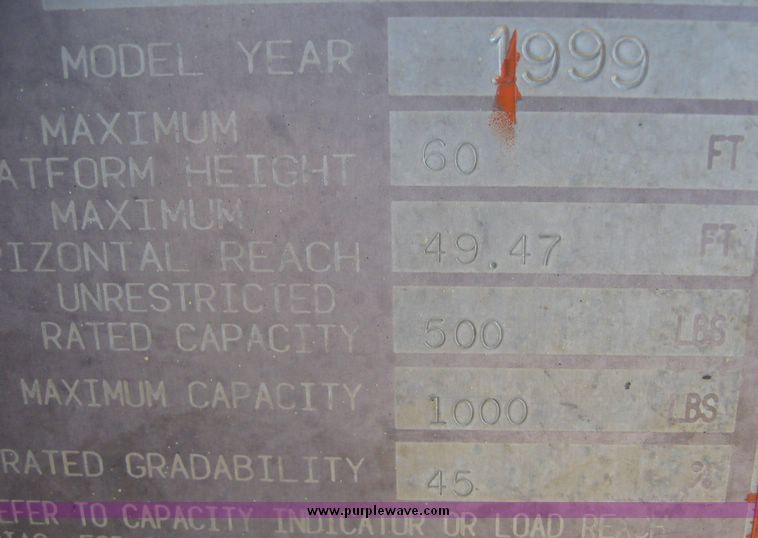 MODEL YEAR 1999
MAXIMUM
ATFORM HEIGHT 60 FT
MAXIMUM
RIZONTAL REACH 49.47 FT
UNRESTRICTED
RATED CAPACITY 500 LBS
MAXIMUM CAPACITY 1000 LBS
RATED GRADABILITY 45 %
EFER TO CAPACITY INDICATOR OR LOAD
www.purplewave.com